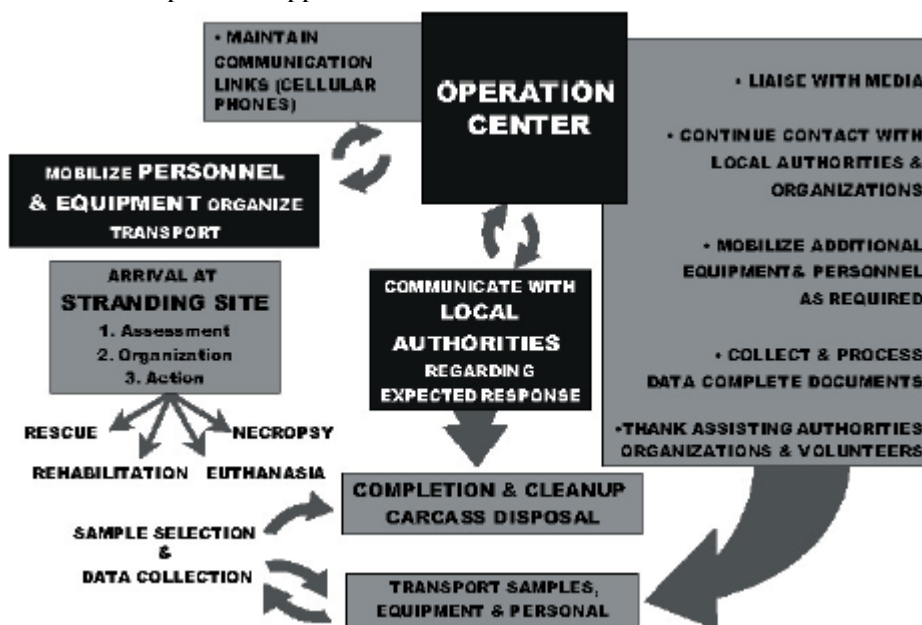 • MAINTAIN
COMMUNICATION
LINKS (CELLULAR
PHONES)
OPERATION
CENTER
• LIAISE WITH MEDIA
• CONTINUE CONTACT WITH
LOCAL AUTHORITIES &
ORGANIZATIONS
• MOBILIZE ADDITIONAL
EQUIPMENT & PERSONNEL
AS REQUIRED
• COLLECT & PROCESS
DATA COMPLETE DOCUMENTS
•THANK ASSISTING AUTHORITIES
ORGANIZATIONS & VOLUNTEERS
MOBILIZE PERSONNEL
& EQUIPMENT ORGANIZE
TRANSPORT
ARRIVAL AT
STRANDING SITE
1. Assessment
2. Organization
3. Action
COMMUNICATE WITH
LOCAL
AUTHORITIES
REGARDING
EXPECTED RESPONSE
RESCUE
NECROPSY
REHABILITATION
EUTHANASIA
COMPLETION & CLEANUP
CARCASS DISPOSAL
SAMPLE SELECTION
&
DATA COLLECTION
TRANSPORT SAMPLES,
EQUIPMENT & PERSONAL